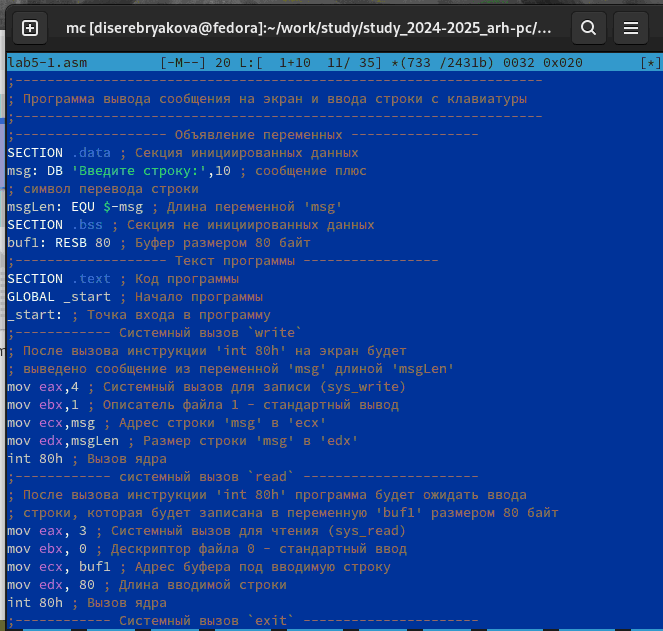 mc [diserebryakova@fedora]:~/work/study/study_2024-2025_arh-pc/...
lab5-1.asm [-M--] 20 L:[ 1+10 11/ 35] *(733 /2431b) 0032 0x020 [*]
;------------------------------------------------------------------
; Программа вывода сообщения на экран и ввода строки с клавиатуры
;------------------------------------------------------------------
;------------------- Объявление переменных ----------------
SECTION .data ; Секция инициированных данных
msg: DB 'Введите строку:',10 ; сообщение плюс
; символ перевода строки
msgLen: EQU $-msg ; Длина переменной 'msg'
SECTION .bss ; Секция не инициированных данных
buf1: RESB 80 ; Буфер размером 80 байт
;------------------- Текст программы -----------------
SECTION .text ; Код программы
GLOBAL _start ; Начало программы
_start: ; Точка входа в программу
;------------ Cистемный вызов `write`
; После вызова инструкции 'int 80h' на экран будет
; выведено сообщение из переменной 'msg' длиной 'msgLen'
mov eax,4 ; Системный вызов для записи (sys_write)
mov ebx,1 ; Описатель файла 1 - стандартный вывод
mov ecx,msg ; Адрес строки 'msg' в 'ecx'
mov edx,msgLen ; Размер строки 'msg' в 'edx'
int 80h ; Вызов ядра
;------------ системный вызов `read` ----------------------
; После вызова инструкции 'int 80h' программа будет ожидать ввода
; строки, которая будет записана в переменную 'buf1' размером 80 байт
mov eax, 3 ; Системный вызов для чтения (sys_read)
mov ebx, 0 ; Дескриптор файла 0 - стандартный ввод
mov ecx, buf1 ; Адрес буфера под вводимую строку
mov edx, 80 ; Длина вводимой строки
int 80h ; Вызов ядра
;------------ Системный вызов `exit` ----------------------